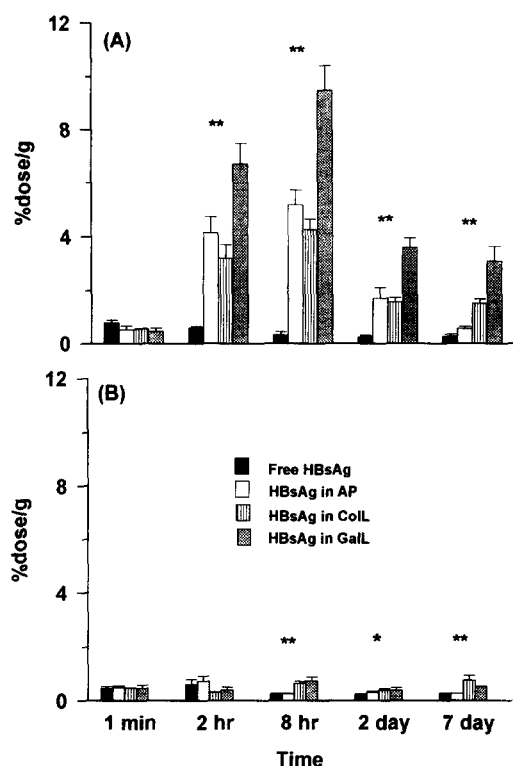 12
(A)
**
**
8
%dose/g
**
**
4
0
12
(B)
Free HBsAg
HBsAg in AP
HBsAg in ColL
HBsAg in GalL
8
%dose/g
4
**
*
**
0
1 min 2 hr 8 hr 2 day 7 day
Time